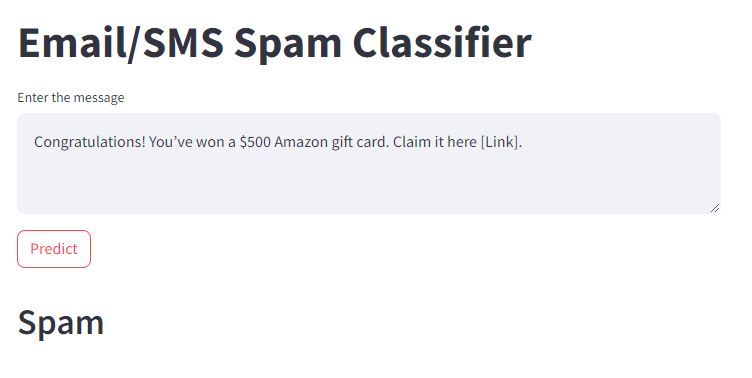 Email/SMS Spam Classifier
Enter the message
Congratulations! You’ve won a $500 Amazon gift card. Claim it here [Link].
Predict
Spam